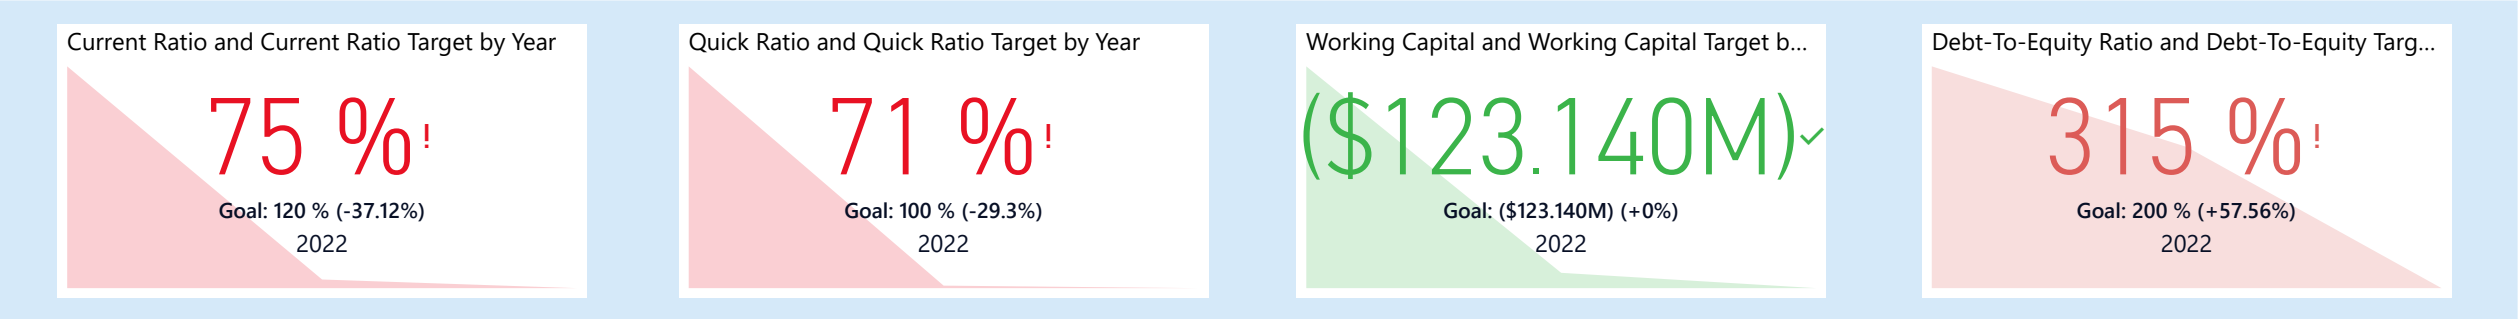 Current Ratio and Current Ratio Target by Year
75 %!
Goal: 120 % (-37.12%)
2022
Quick Ratio and Quick Ratio Target by Year
71 %!
Goal: 100 % (-29.3%)
2022
Working Capital and Working Capital Target b...
($123.140M)✓
Goal: ($123.140M) (+0%)
2022
Debt-To-Equity Ratio and Debt-To-Equity Targ...
315 %!
Goal: 200 % (+57.56%)
2022